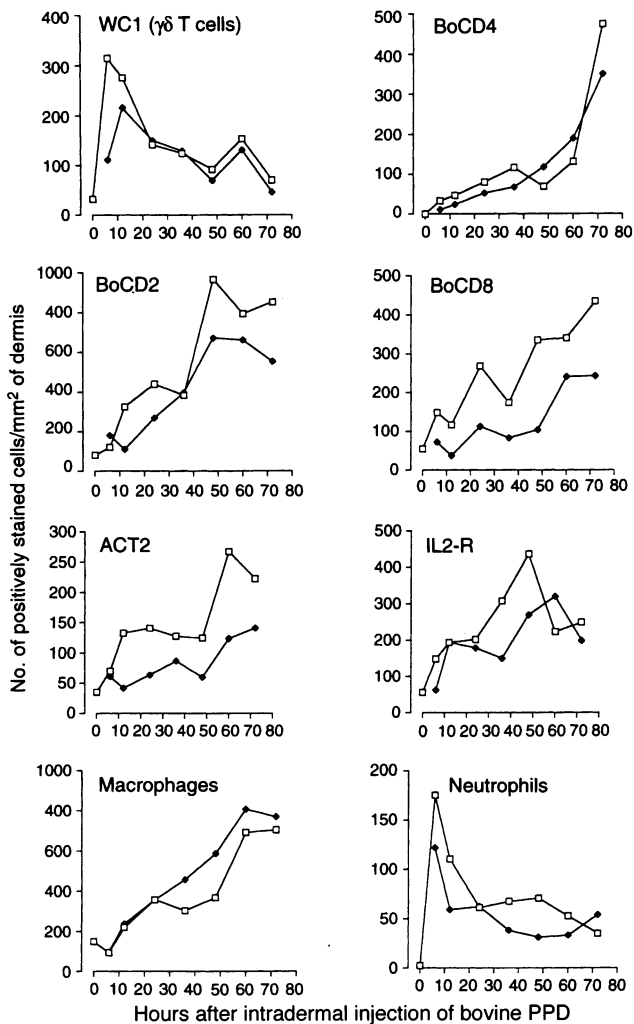 WC1 (γδ T cells)
400
300
200
100
0
0 10 20 30 40 50 60 70 80
BoCD4
500
400
300
200
100
0
0 10 20 30 40 50 60 70 80
BoCD2
1000
400
600
400
200
0
0 10 20 30 40 50 60 70 80
BoCD8
500
400
300
200
100
0
0 10 20 30 40 50 60 70 80
ACT2
300
250
200
150
100
50
0
0 10 20 30 40 50 60 70 80
IL2-R
500
400
300
200
100
0
0 10 20 30 40 50 60 70 80
Macrophages
1000
400
600
400
200
0
0 10 20 30 40 50 60 70 80
Neutrophils
200
150
100
50
0
0 10 20 30 40 50 60 70 80
No. of positively stained cells/mm² of dermis
Hours after intradermal injection of bovine PPD